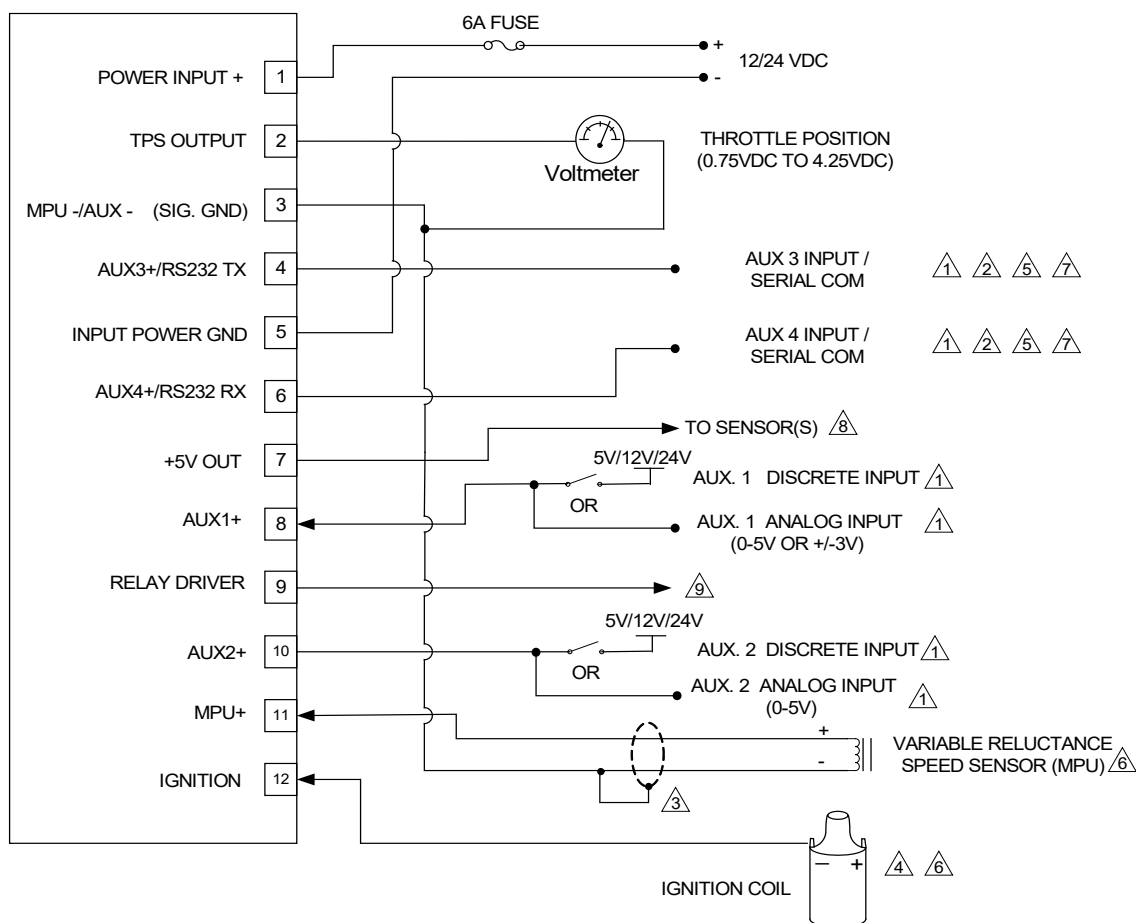 6A FUSE
+
12/24 VDC
-
POWER INPUT +
1
TPS OUTPUT
2
Voltmeter
THROTTLE POSITION
(0.75VDC TO 4.25VDC)
MPU -/AUX - (SIG. GND)
3
AUX3+/RS232 TX
4
AUX 3 INPUT /
SERIAL COM
1 2 5 7
INPUT POWER GND
5
AUX 4 INPUT /
SERIAL COM
1 2 5 7
AUX4+/RS232 RX
6
TO SENSOR(S) 8
+5V OUT
7
5V/12V/24V
AUX. 1 DISCRETE INPUT 1
OR
AUX1+
8
AUX. 1 ANALOG INPUT 1
(0-5V OR +/-3V)
RELAY DRIVER
9
9
5V/12V/24V
AUX2+
10
AUX. 2 DISCRETE INPUT 1
OR
AUX. 2 ANALOG INPUT 1
(0-5V)
MPU+
11
+
-
VARIABLE RELUCTANCE
SPEED SENSOR (MPU) 6
IGNITION
12
3
IGNITION COIL
− +
4 6